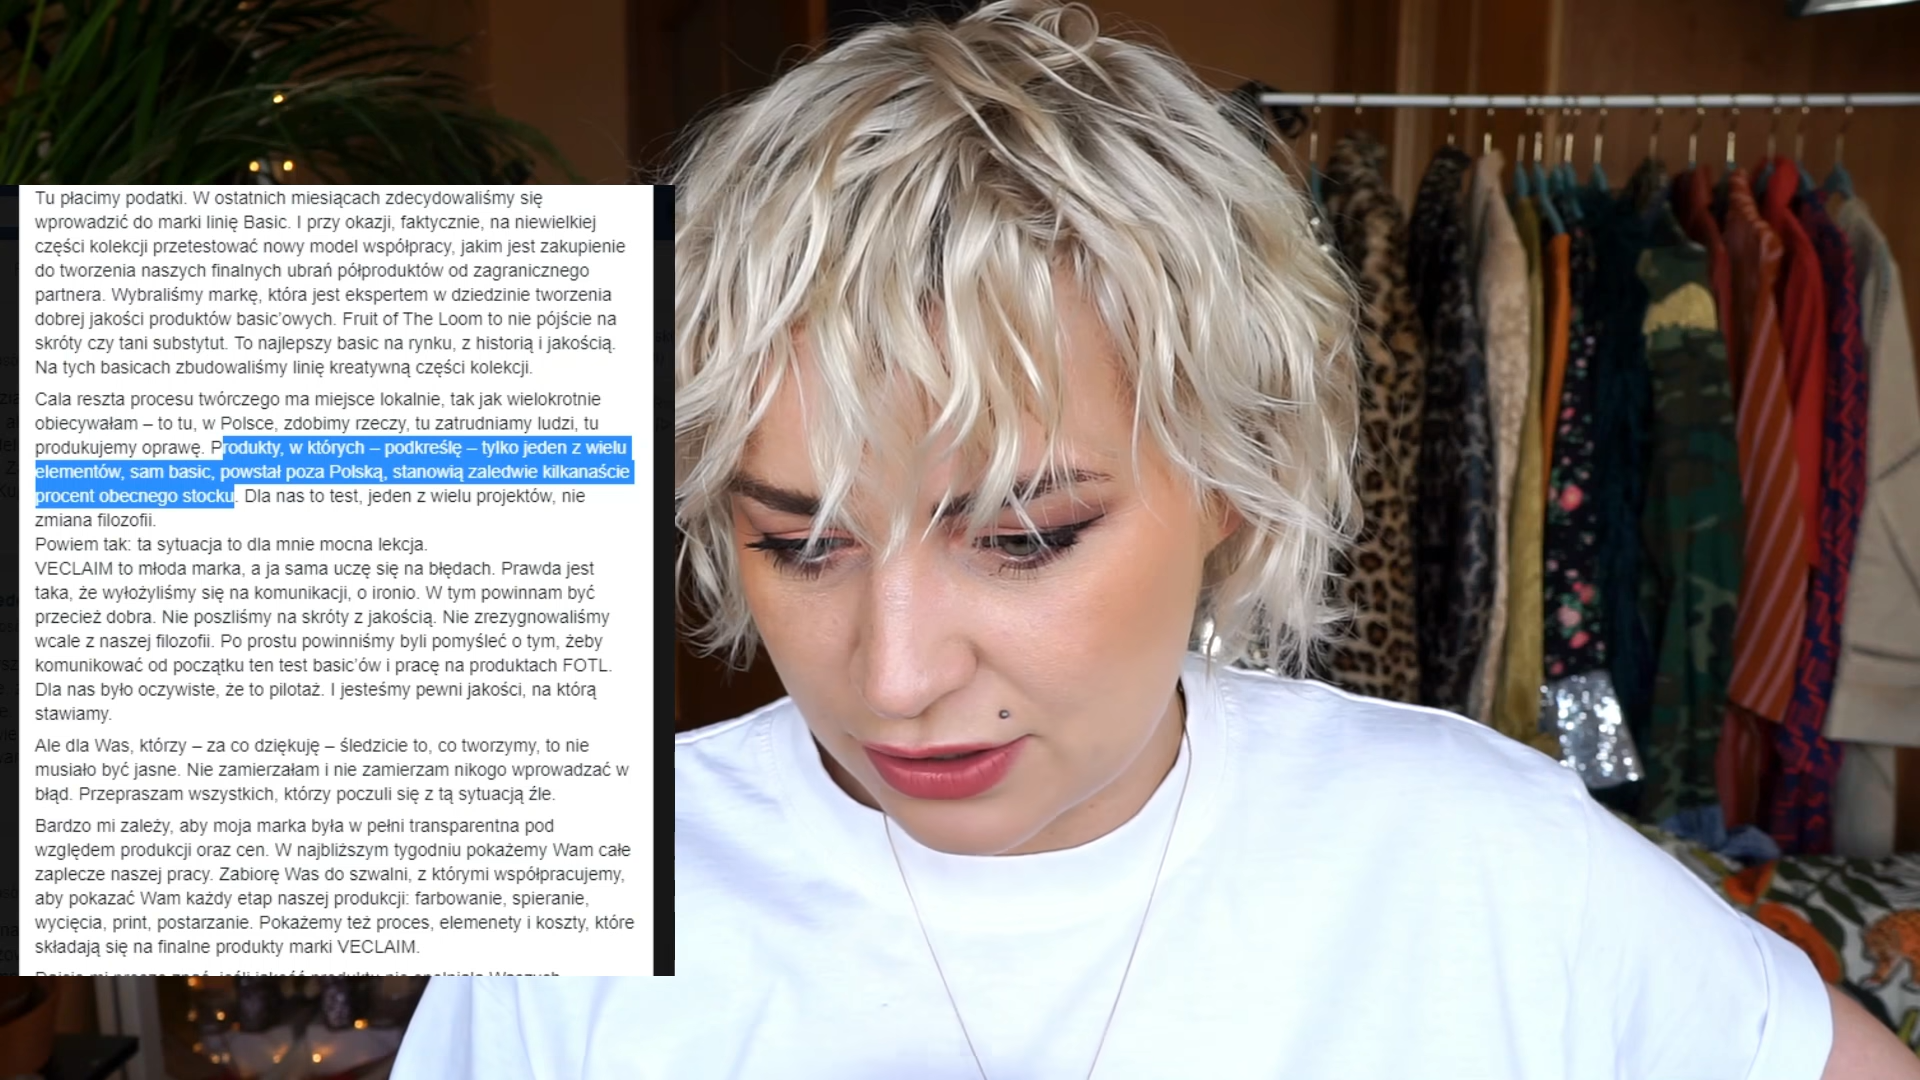 Tu płacimy podatki. W ostatnich miesiącach zdecydowaliśmy się
wprowadzić do marki linię Basic. I przy okazji, faktycznie, na niewielkiej
części kolekcji przetestować nowy model współpracy, jakim jest zakupienie
do tworzenia naszych finalnych ubrań półproduktów od zagranicznego
partnera. Wybraliśmy markę, która jest ekspertem w dziedzinie tworzenia
dobrej jakości produktów basic'owych. Fruit of The Loom to nie pójście na
skróty czy tani substytut. To najlepszy basic na rynku, z historią i jakością.
Na tych basicach zbudowaliśmy linię kreatywną części kolekcji.
Cala reszta procesu twórczego ma miejsce lokalnie, tak jak wielokrotnie
obiecywałam – to tu, w Polsce, zdobimy rzeczy, tu zatrudniamy ludzi, tu
produkujemy oprawę. Produkty, w których – podkreślę – tylko jeden z wielu
elementów, sam basic, powstał poza Polską, stanowią zaledwie kilkanaście
procent obecnego stocku. Dla nas to test, jeden z wielu projektów, nie
zmiana filozofii.
Powiem tak: ta sytuacja to dla mnie mocna lekcja.
VECLAIM to młoda marka, a ja sama uczę się na błędach. Prawda jest
taka, że wyłożyliśmy się na komunikacji, o ironio. W tym powinnam być
przecież dobra. Nie poszliśmy na skróty z jakością. Nie zrezygnowaliśmy
wcale z naszej filozofii. Po prostu powinniśmy byli pomyśleć o tym, żeby
komunikować od początku ten test basic'ów i pracę na produktach FOTL.
Dla nas było oczywiste, że to pilotaż. I jesteśmy pewni jakości, na którą
stawiamy.
Ale dla Was, którzy – za co dziękuję – śledzicie to, co tworzymy, to nie
musiało być jasne. Nie zamierzałam i nie zamierzam nikogo wprowadzać w
błąd. Przepraszam wszystkich, którzy poczuli się z tą sytuacją źle.
Bardzo mi zależy, aby moja marka była w pełni transparentna pod
względem produkcji oraz cen. W najbliższym tygodniu pokażemy Wam całe
zaplecze naszej pracy. Zabiorę Was do szwalni, z którymi współpracujemy,
aby pokazać Wam każdy etap naszej produkcji: farbowanie, spieranie,
wycięcia, print, postarzanie. Pokażemy też proces, elemenety i koszty, które
składają się na finalne produkty marki VECLAIM.